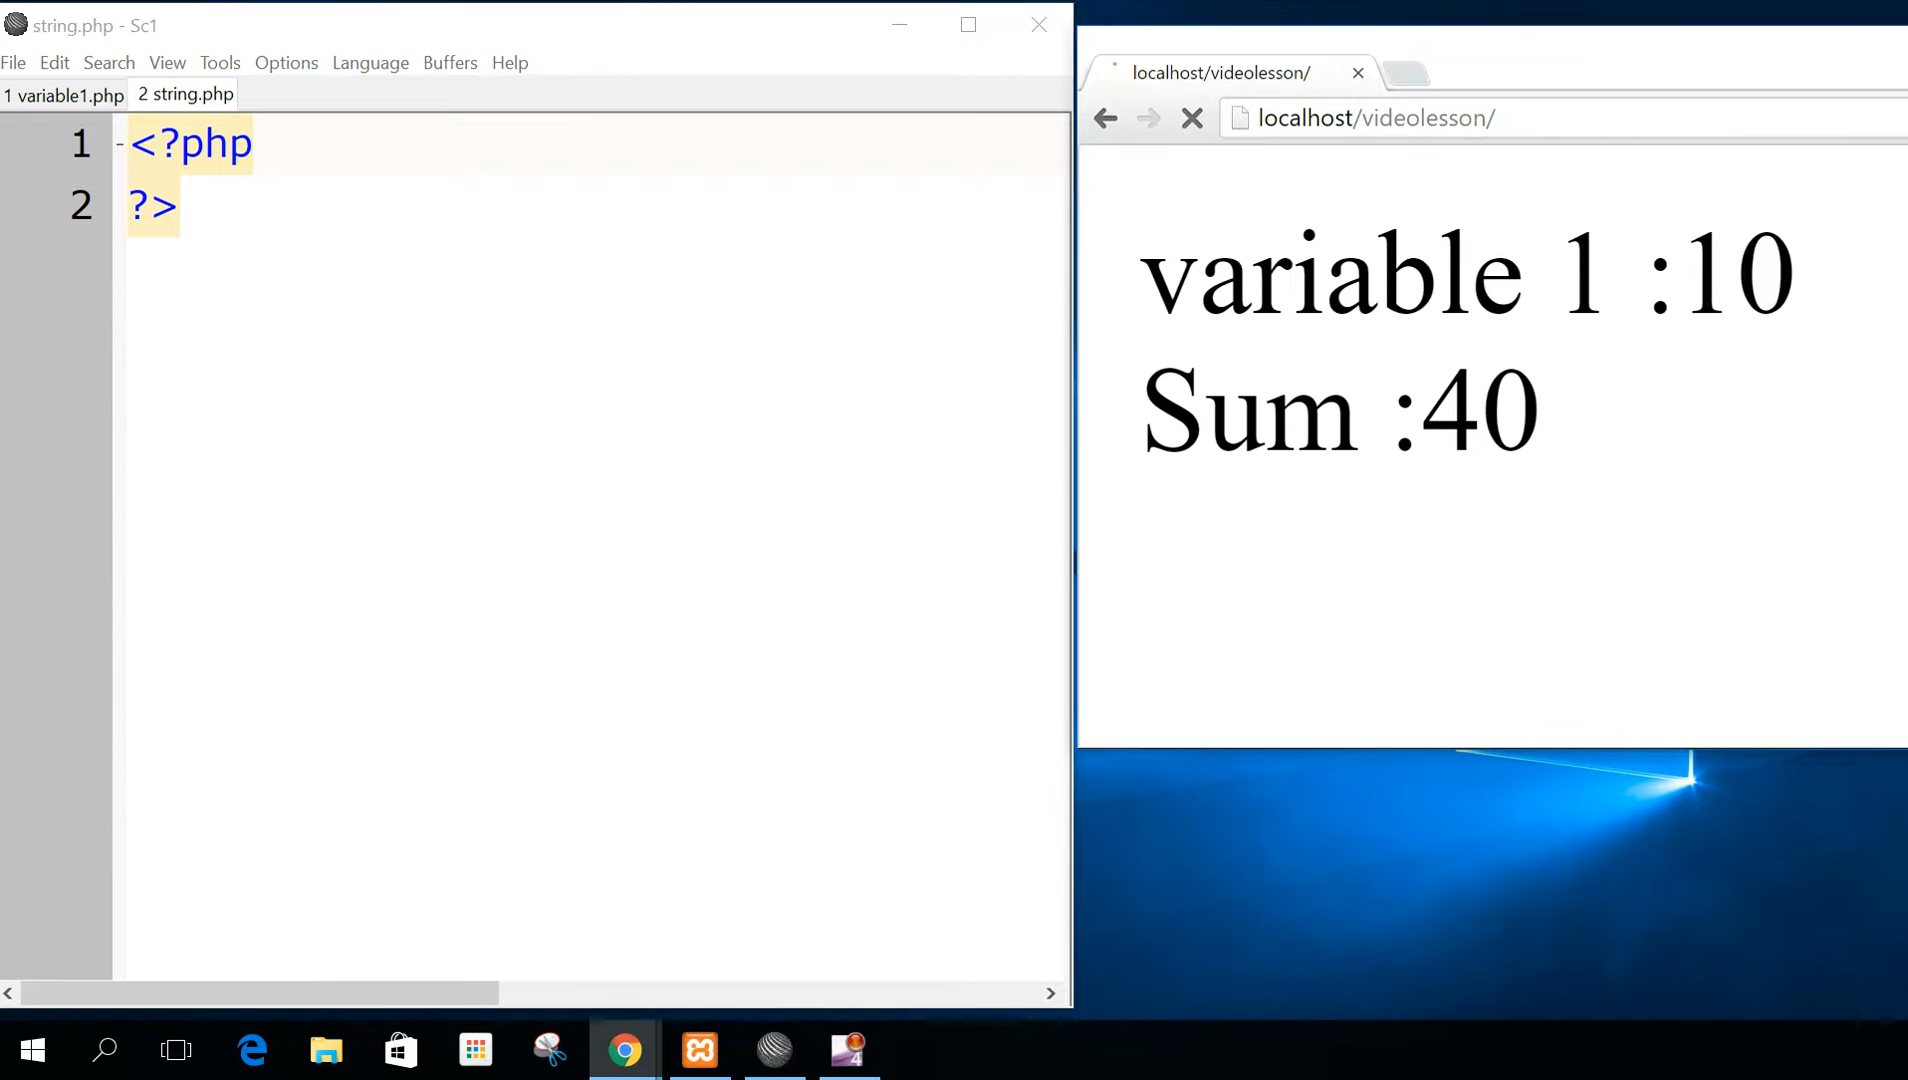 string.php - Sc1
File Edit Search View Tools Options Language Buffers Help
1 variable1.php 2 string.php
1 <?php
2 ?>
localhost/videolesson/
localhost/videolesson/
variable 1 :10
Sum :40
4